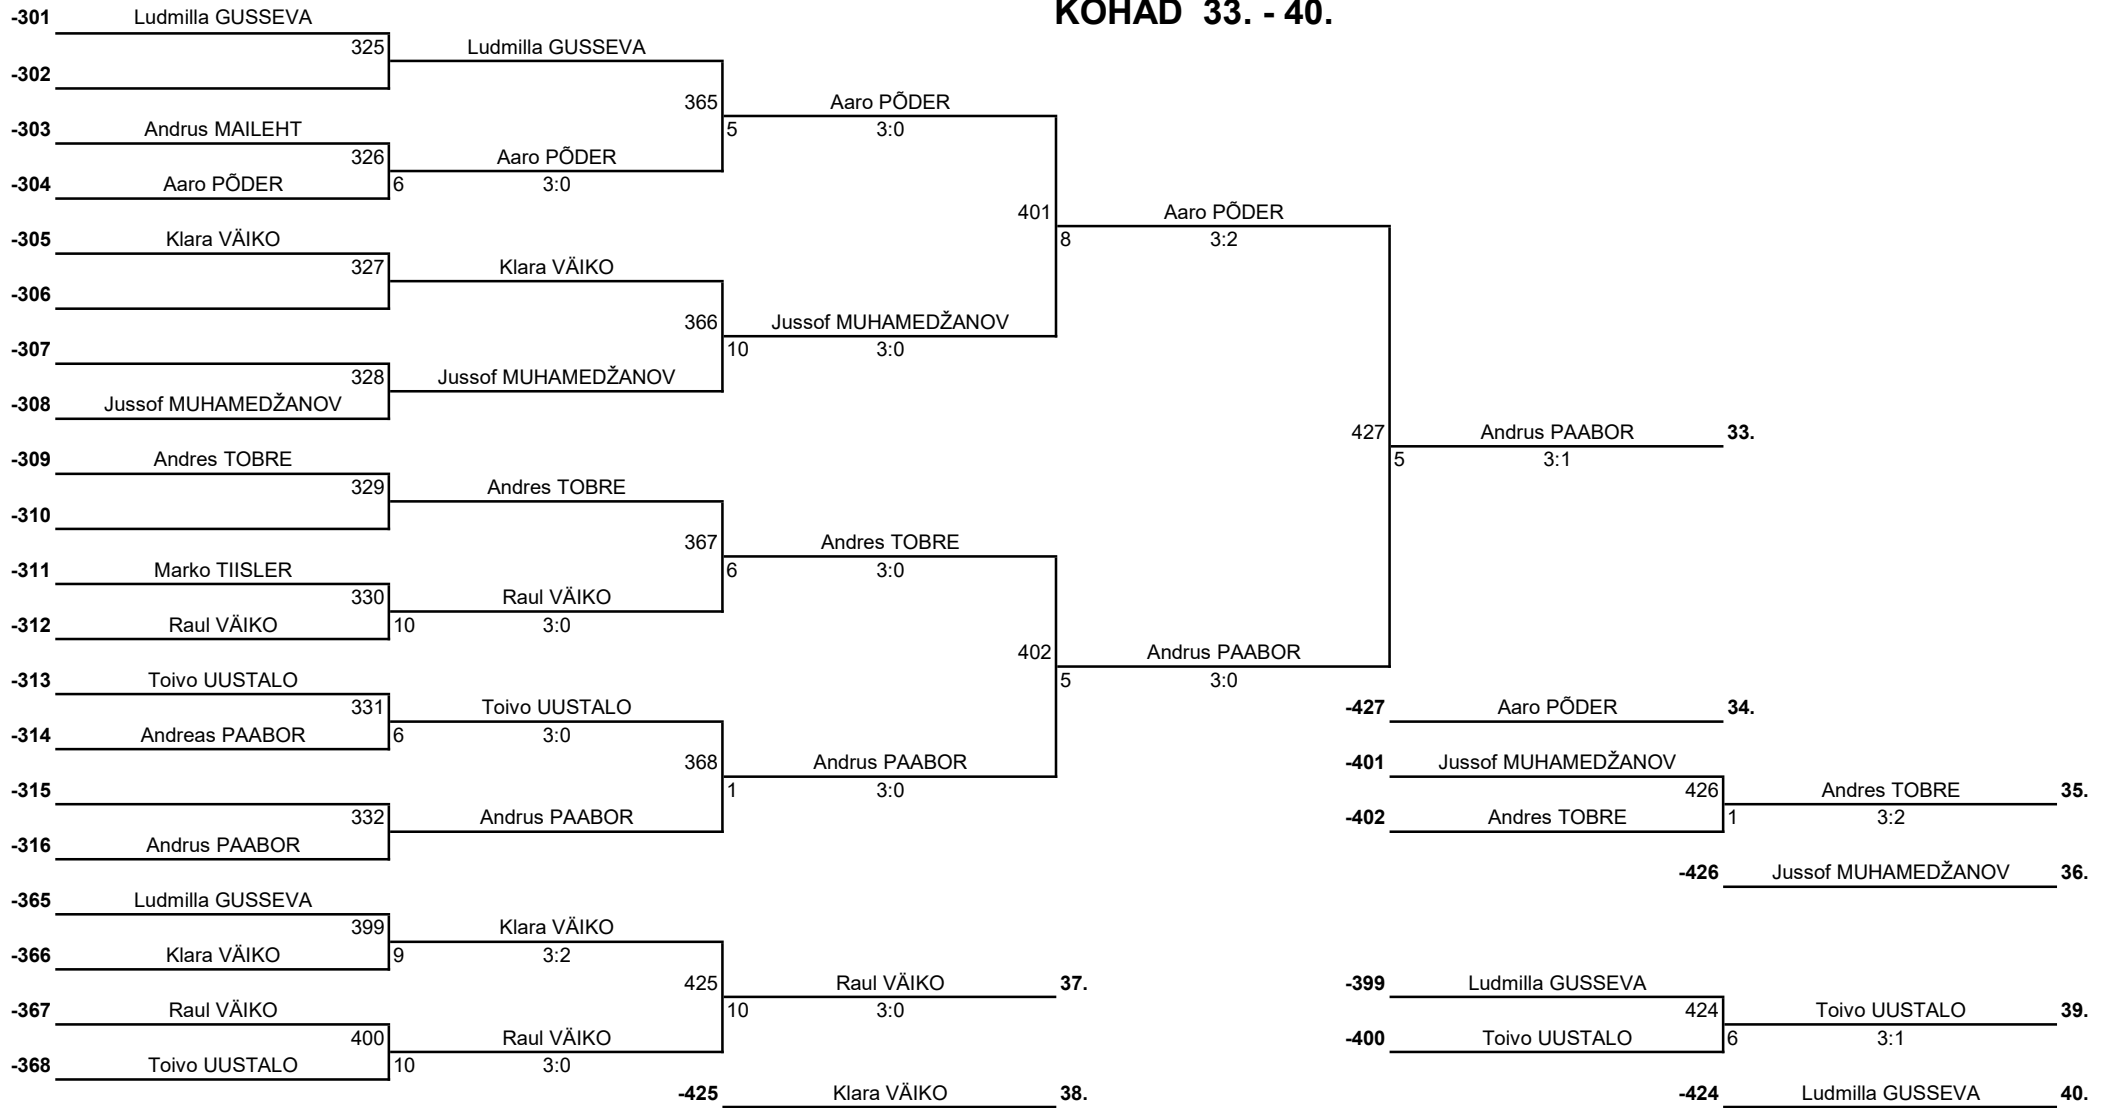 KOHAD 33. - 40.
-301 Ludmilla GUSSEVA
325 Ludmilla GUSSEVA
-302
365 Aaro PÕDER
-303 Andrus MAILEHT
5 3:0
326 Aaro PÕDER
-304 Aaro PÕDER 6 3:0
401 Aaro PÕDER
-305 Klara VÄIKO
8 3:2
327 Klara VÄIKO
-306
366 Jussof MUHAMEDŽANOV
-307
10 3:0
328 Jussof MUHAMEDŽANOV
-308 Jussof MUHAMEDŽANOV
427 Andrus PAABOR 33.
-309 Andres TOBRE
5 3:1
329 Andres TOBRE
-310
367 Andres TOBRE
-311 Marko TIISLER
6 3:0
330 Raul VÄIKO
-312 Raul VÄIKO 10 3:0
402 Andrus PAABOR
-313 Toivo UUSTALO
5 3:0
331 Toivo UUSTALO
-427 Aaro PÕDER 34.
-314 Andreas PAABOR 6 3:0
368 Andrus PAABOR
-401 Jussof MUHAMEDŽANOV
-315
1 3:0
426 Andres TOBRE 35.
332 Andrus PAABOR
-402 Andres TOBRE 1 3:2
-316 Andrus PAABOR
-426 Jussof MUHAMEDŽANOV 36.
-365 Ludmilla GUSSEVA
399 Klara VÄIKO
-366 Klara VÄIKO 9 3:2
425 Raul VÄIKO 37.
-399 Ludmilla GUSSEVA
-367 Raul VÄIKO
10 3:0
424 Toivo UUSTALO 39.
400 Raul VÄIKO
-400 Toivo UUSTALO 6 3:1
-368 Toivo UUSTALO 10 3:0
-425 Klara VÄIKO 38.
-424 Ludmilla GUSSEVA 40.